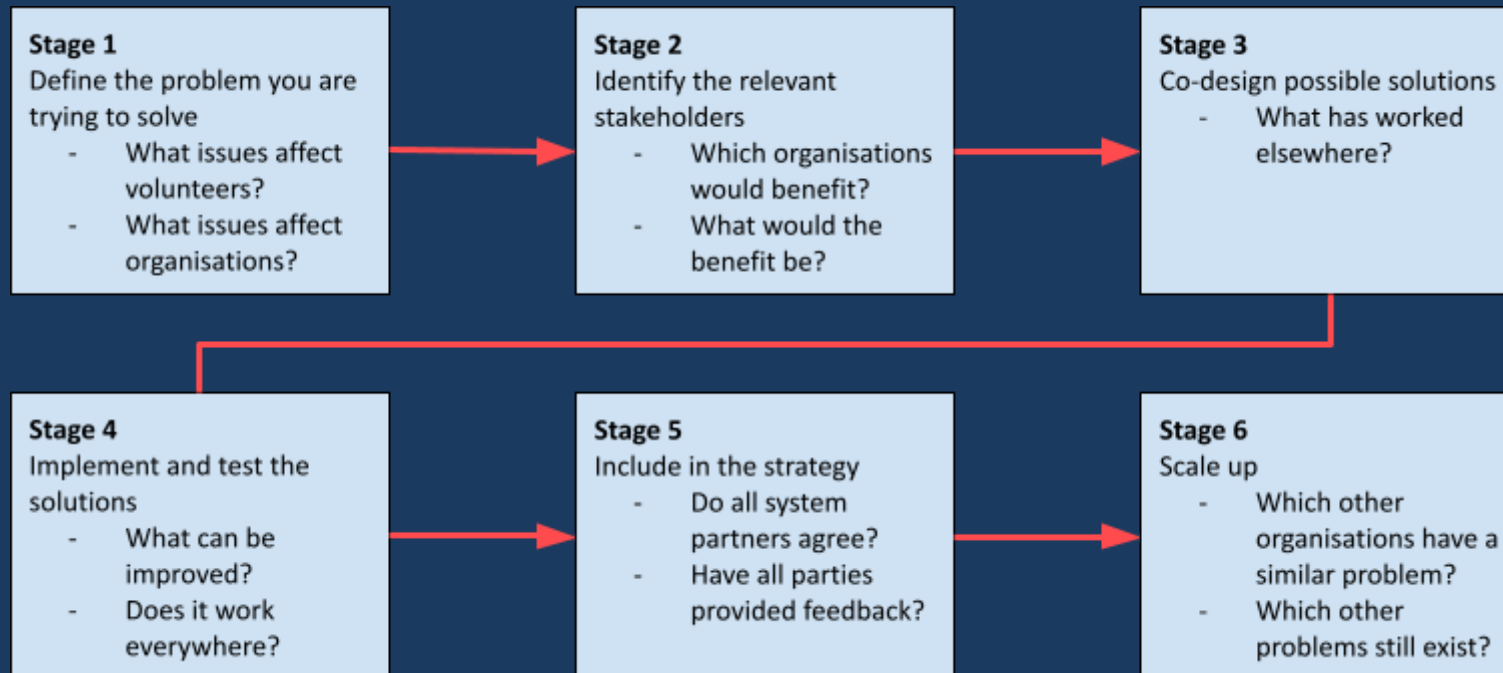 Stage 1
Define the problem you are
trying to solve
- What issues affect
volunteers?
- What issues affect
organisations?
Stage 2
Identify the relevant
stakeholders
- Which organisations
would benefit?
- What would the
benefit be?
Stage 3
Co-design possible solutions
- What has worked
elsewhere?
Stage 4
Implement and test the
solutions
- What can be
improved?
- Does it work
everywhere?
Stage 5
Include in the strategy
- Do all system
partners agree?
- Have all parties
provided feedback?
Stage 6
Scale up
- Which other
organisations have a
similar problem?
- Which other
problems still exist?